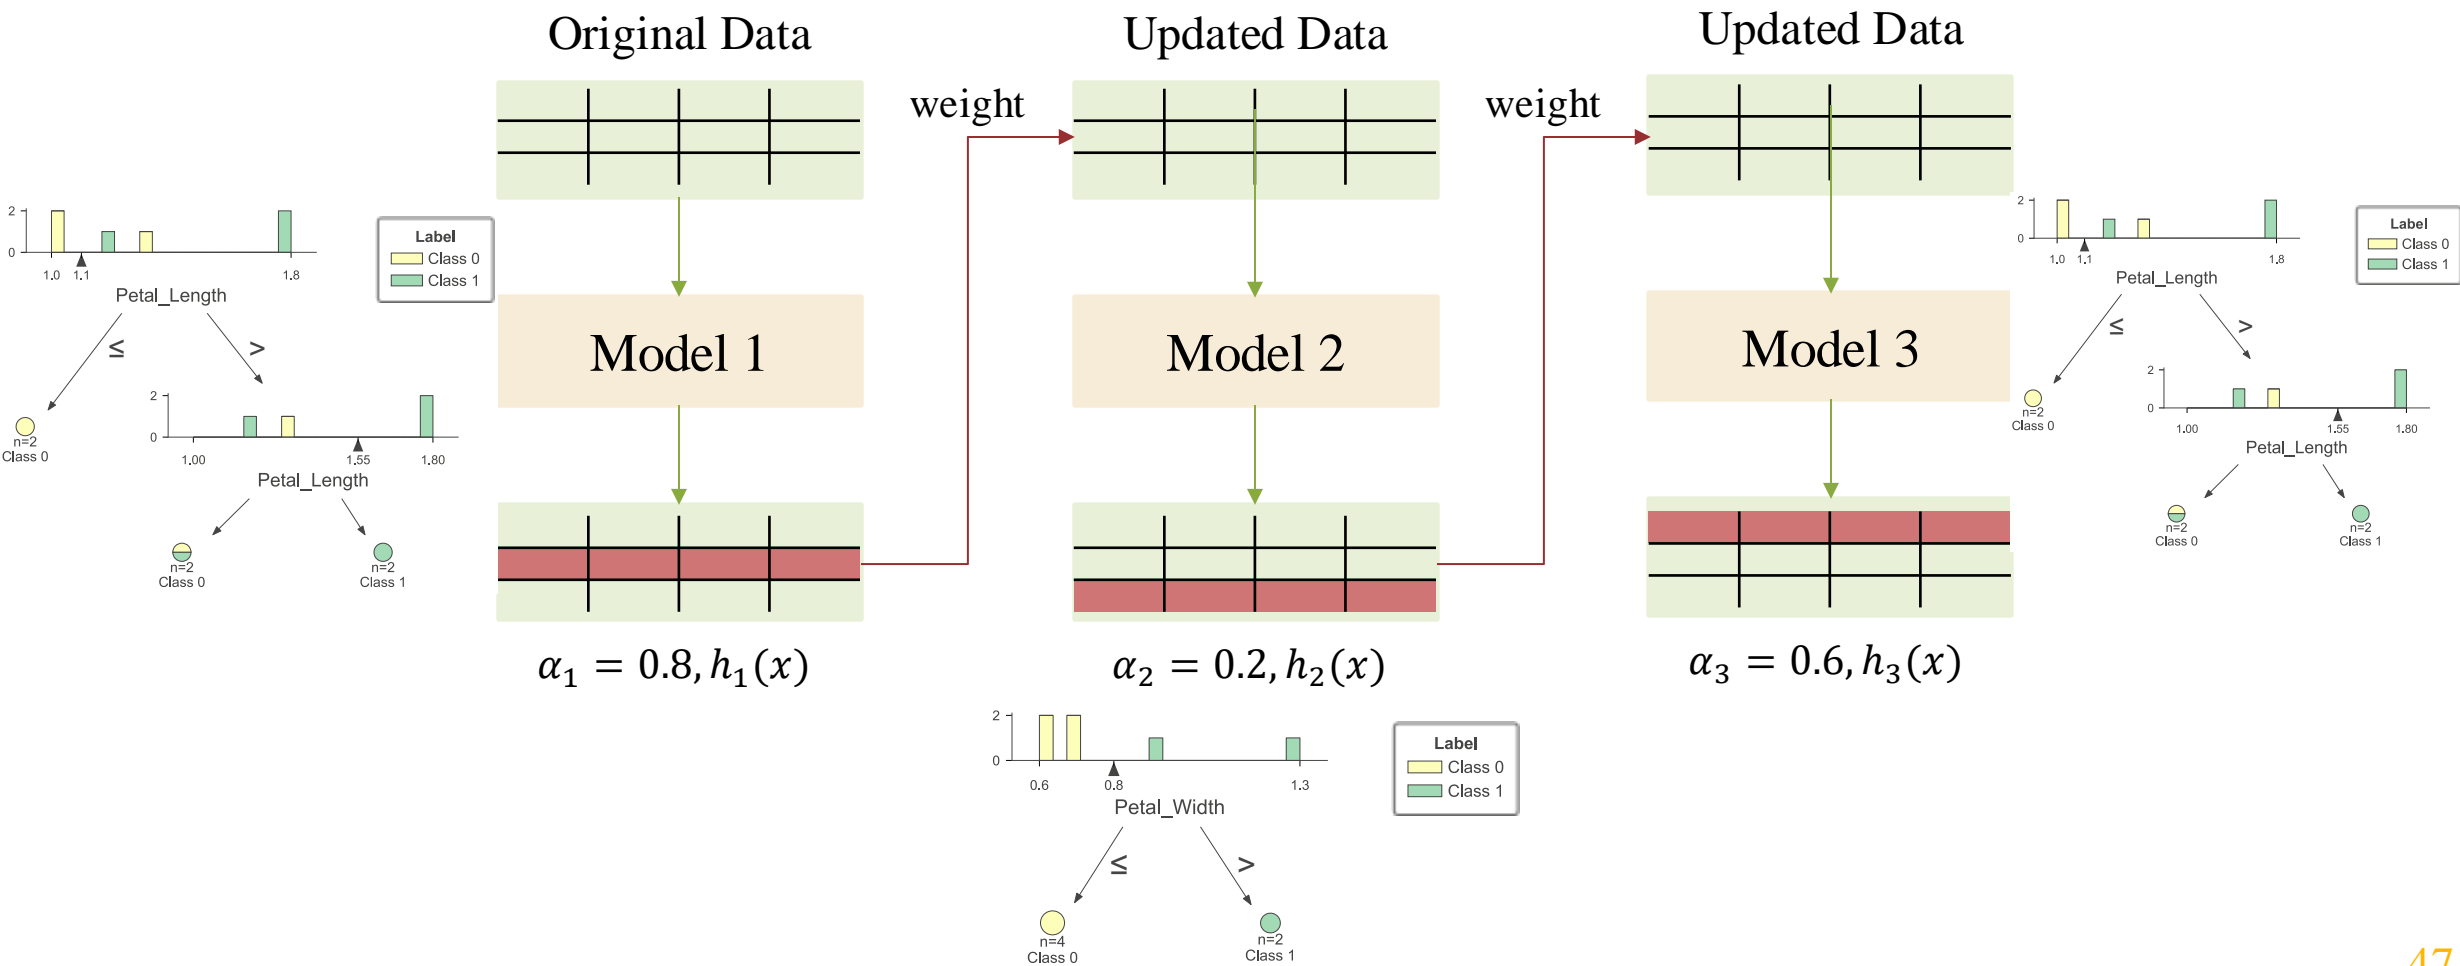 Original Data
Updated Data
Updated Data
weight
weight
2
0
1.0
1.1
1.8
Petal_Length
Label
Class 0
Class 1
≤
>
n=2
Class 0
2
0
1.00
1.55
1.80
Petal_Length
n=2
Class 0
n=2
Class 1
Model 1
Model 2
Model 3
2
0
1.0
1.1
1.8
Petal_Length
Label
Class 0
Class 1
≤
>
n=2
Class 0
2
0
1.00
1.55
1.80
Petal_Length
n=2
Class 0
n=2
Class 1
α₁ = 0.8, h₁(x)
α₂ = 0.2, h₂(x)
α₃ = 0.6, h₃(x)
2
0
0.6
0.8
1.3
Petal_Width
Label
Class 0
Class 1
≤
>
n=4
Class 0
n=2
Class 1
47